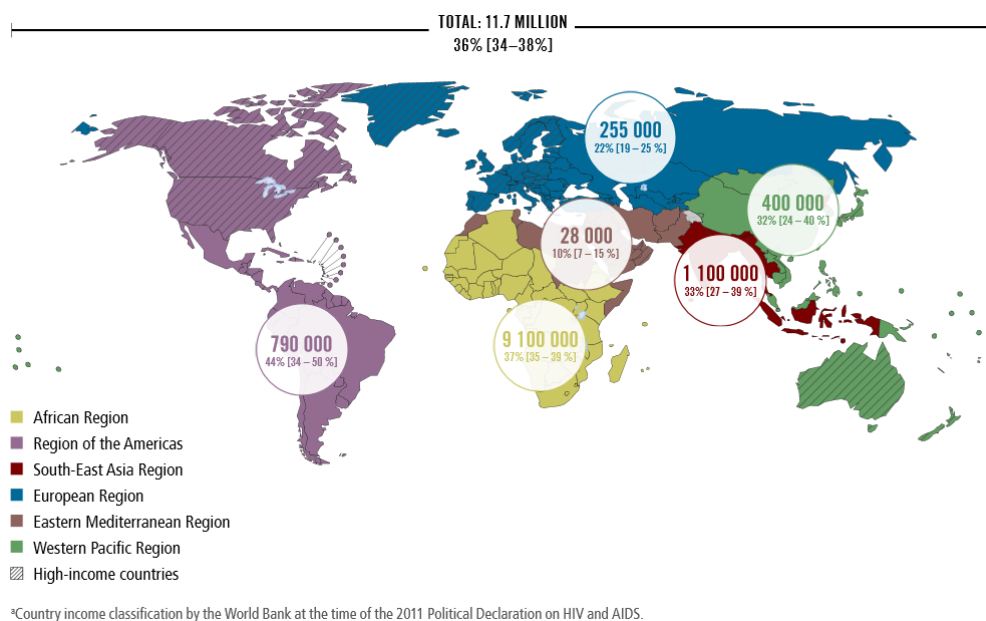 TOTAL: 11.7 MILLION
36% [34–38%]
255 000
22% [19 – 25 %]
400 000
32% [24 – 40 %]
28 000
10% [7 – 15 %]
1 100 000
33% [27 – 39 %]
790 000
44% [34 – 50 %]
9 100 000
37% [35 – 39 %]
African Region
Region of the Americas
South-East Asia Region
European Region
Eastern Mediterranean Region
Western Pacific Region
High-income countries
ᵃCountry income classification by the World Bank at the time of the 2011 Political Declaration on HIV and AIDS.